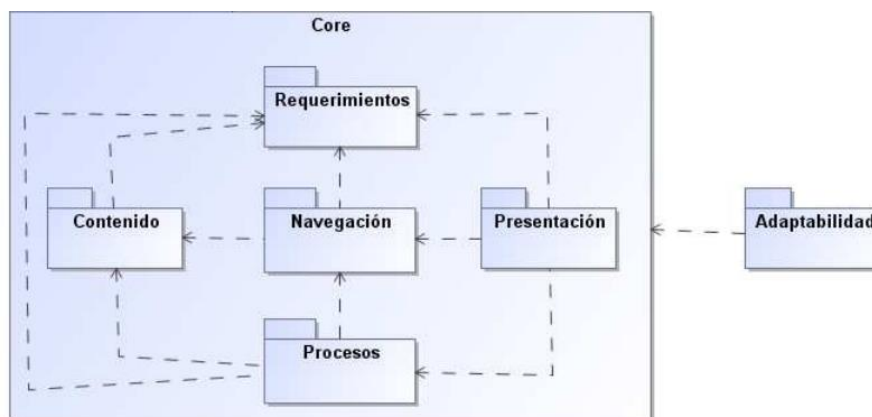 Core
Requerimientos
Contenido
Navegación
Presentación
Adaptabilidad
Procesos